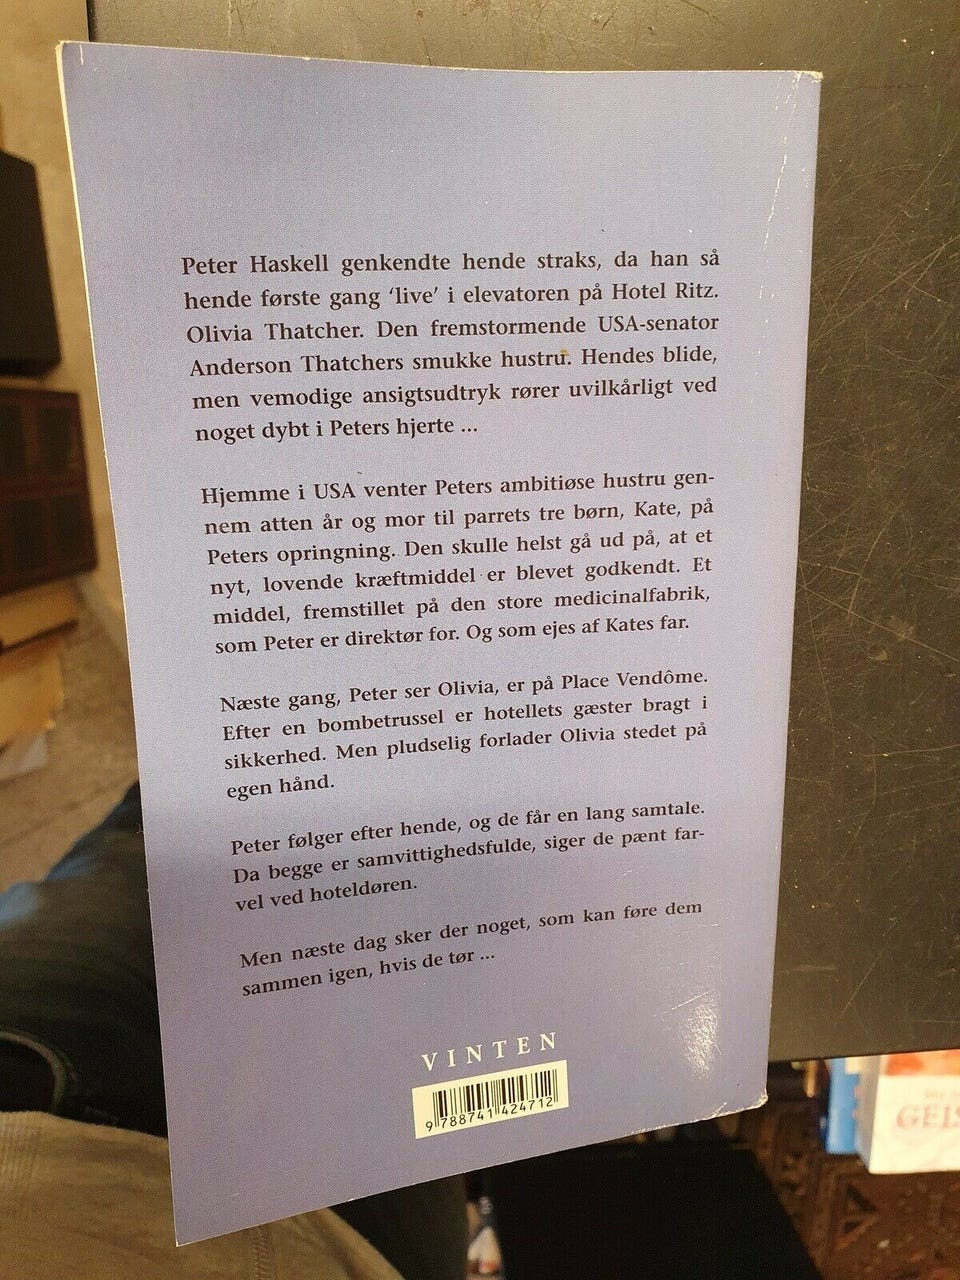 Peter Haskell genkendte hende straks, da han så
hende første gang ‘live’ i elevatoren på Hotel Ritz.
Olivia Thatcher. Den fremstormende USA-senator
Anderson Thatchers smukke hustru. Hendes blide,
men vemodige ansigtsudtryk rører uvilkårligt ved
noget dybt i Peters hjerte ...
Hjemme i USA venter Peters ambitiøse hustru gen-
nem atten år og mor til parrets tre børn, Kate, på
Peters opringning. Den skulle helst gå ud på, at et
nyt, lovende kræftmiddel er blevet godkendt. Et
middel, fremstillet på den store medicinalfabrik,
som Peter er direktør for. Og som ejes af Kates far.
Næste gang, Peter ser Olivia, er på Place Vendôme.
Efter en bombetrussel er hotellets gæster bragt i
sikkerhed. Men pludselig forlader Olivia stedet på
egen hånd.
Peter følger efter hende, og de får en lang samtale.
Da begge er samvittighedsfulde, siger de pænt far-
vel ved hoteldøren.
Men næste dag sker der noget, som kan føre dem
sammen igen, hvis de tør ...
VINTEN
9 788741 424712